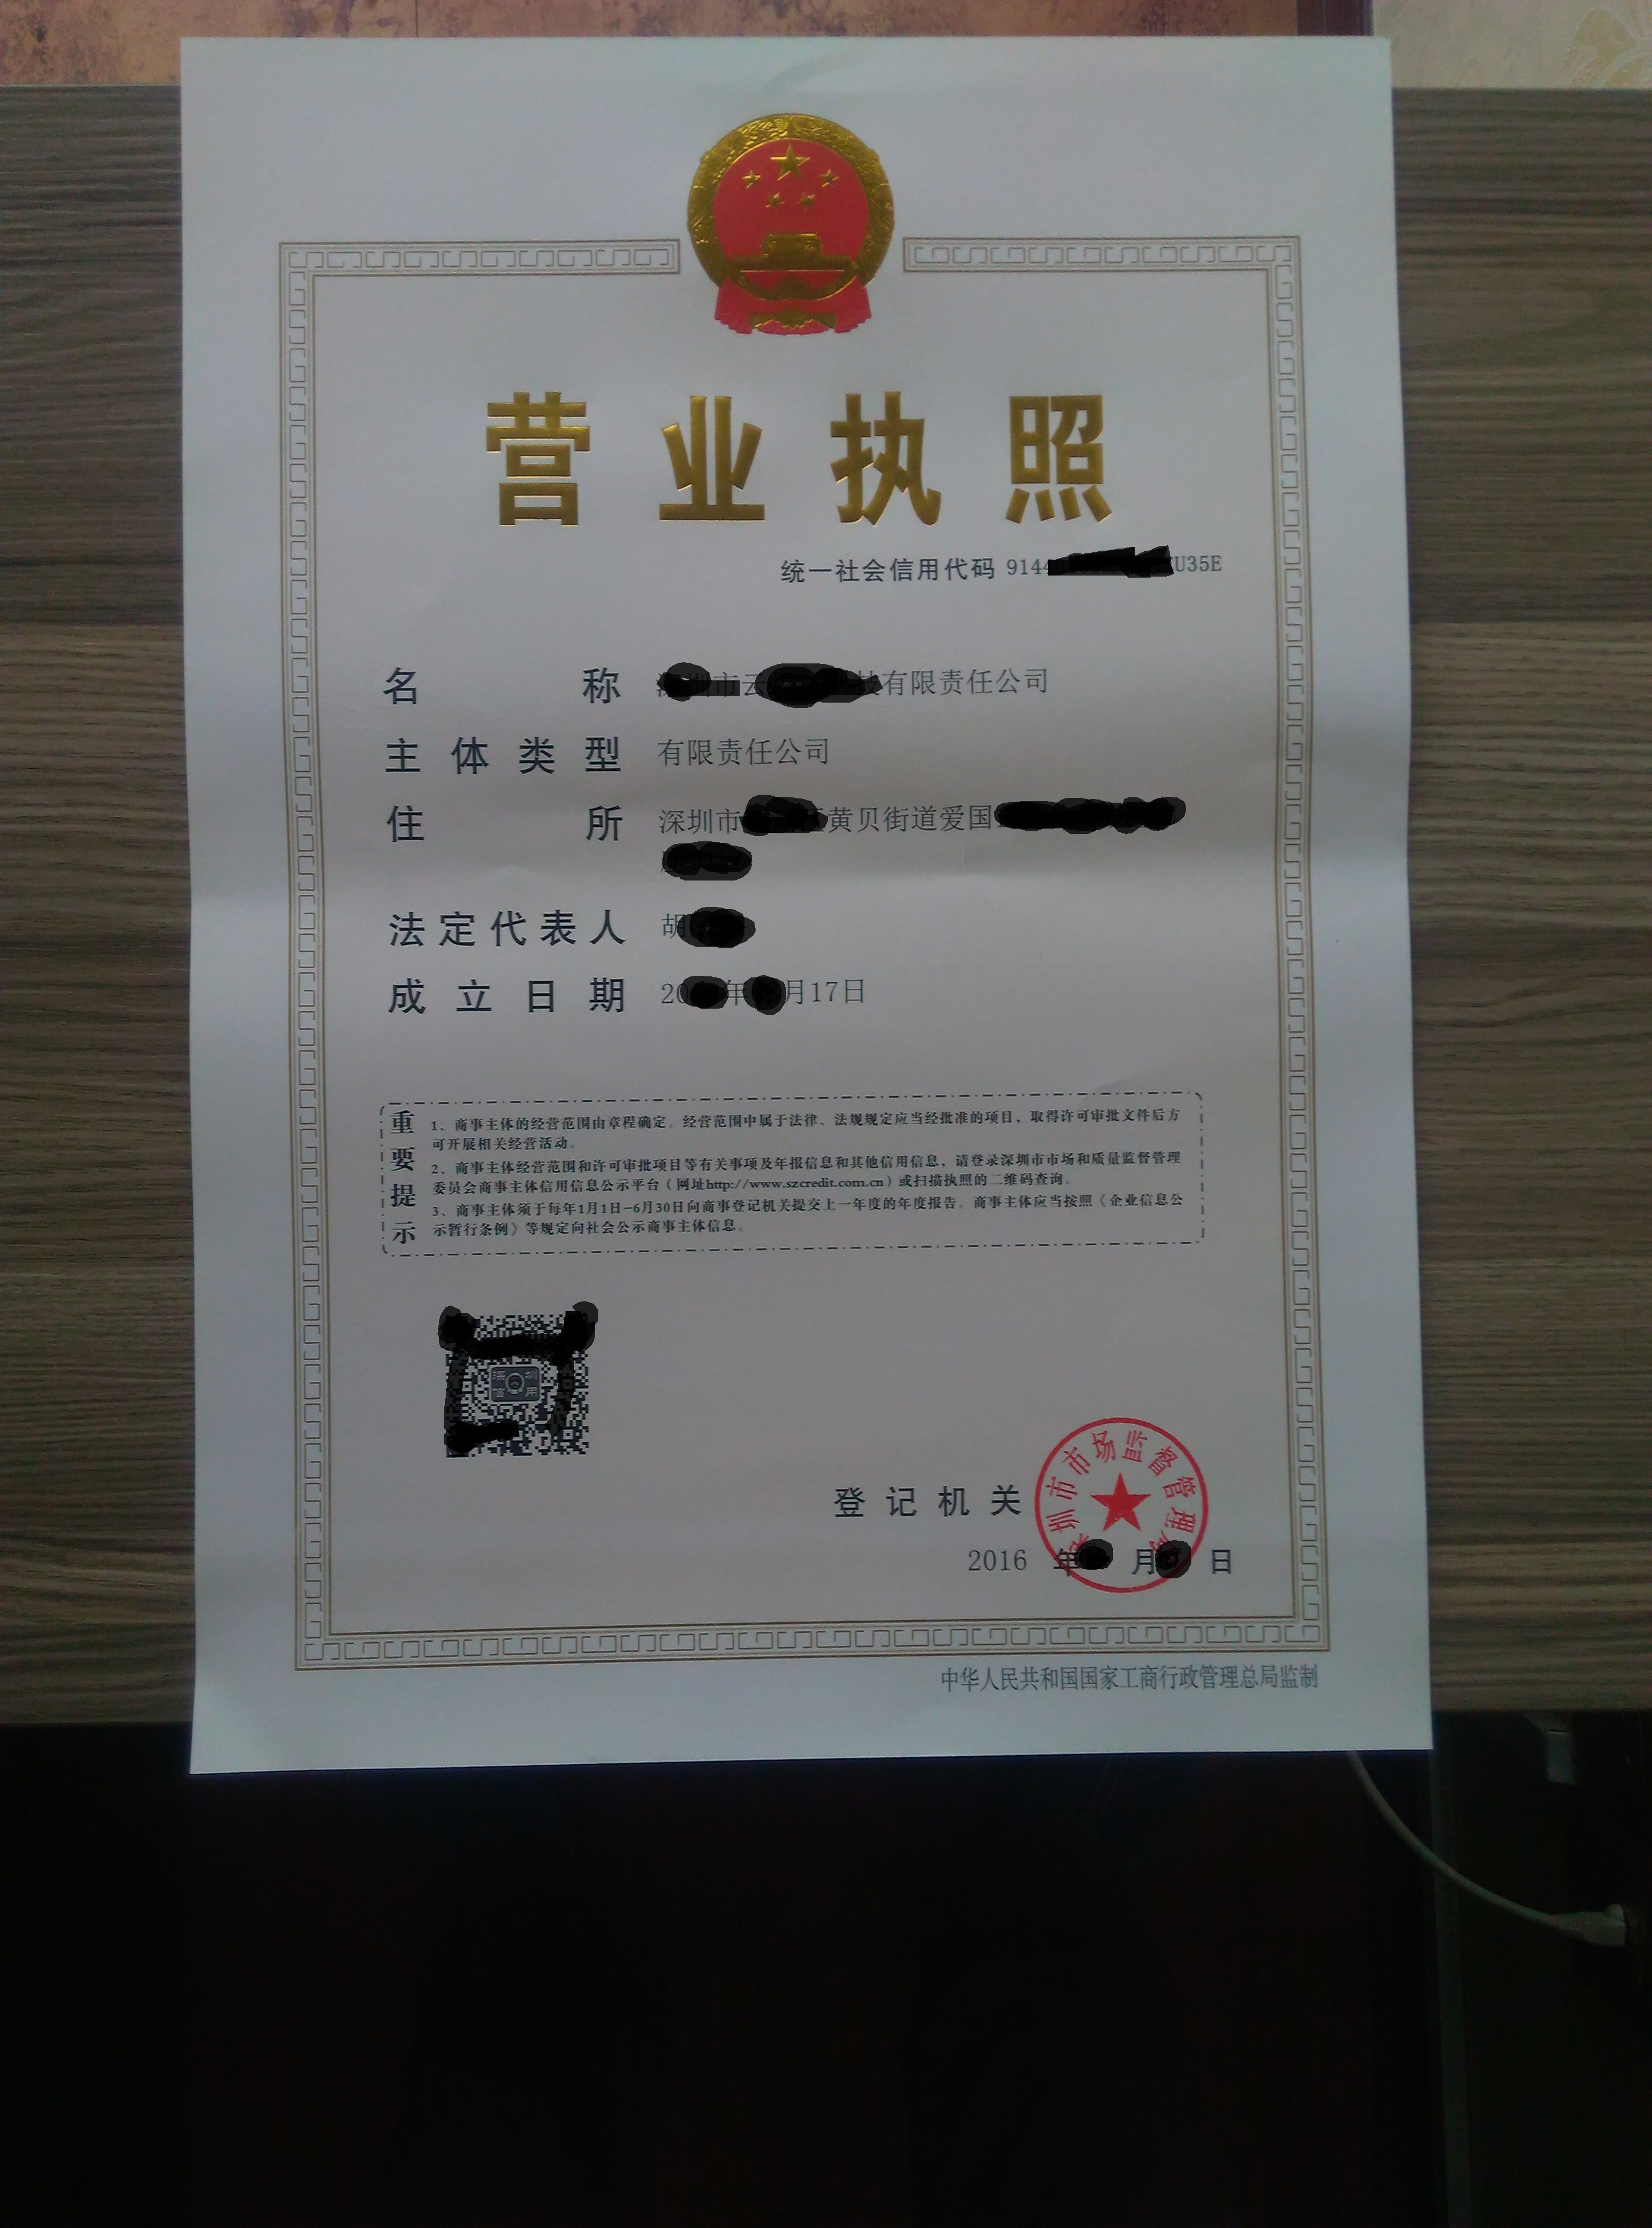 营业执照
统一社会信用代码 914 U35E
名称 圳市云 技有限责任公司
主体类型 有限责任公司
住所 深圳市 区黄贝街道爱国
法定代表人 胡
成立日期 20 年 月17日
重要提示
1、商事主体的经营范围由章程确定。经营范围中属于法律、法规规定应当经批准的项目，取得许可审批文件后方
可开展相关经营活动。
2、商事主体经营范围和许可审批项目等有关事项及年报信息和其他信用信息，请登录深圳市市场和质量监督管理
委员会商事主体信用信息公示平台（网址http://www.szcredit.com.cn）或扫描执照的二维码查询。
3、商事主体须于每年1月1日-6月30日向商事登记机关提交上一年度的年度报告。商事主体应当按照《企业信息公
示暂行条例》等规定向社会公示商事主体信息。
深圳
信用
登记机关
圳市市场监督管理局
2016 年 月 日
中华人民共和国国家工商行政管理总局监制